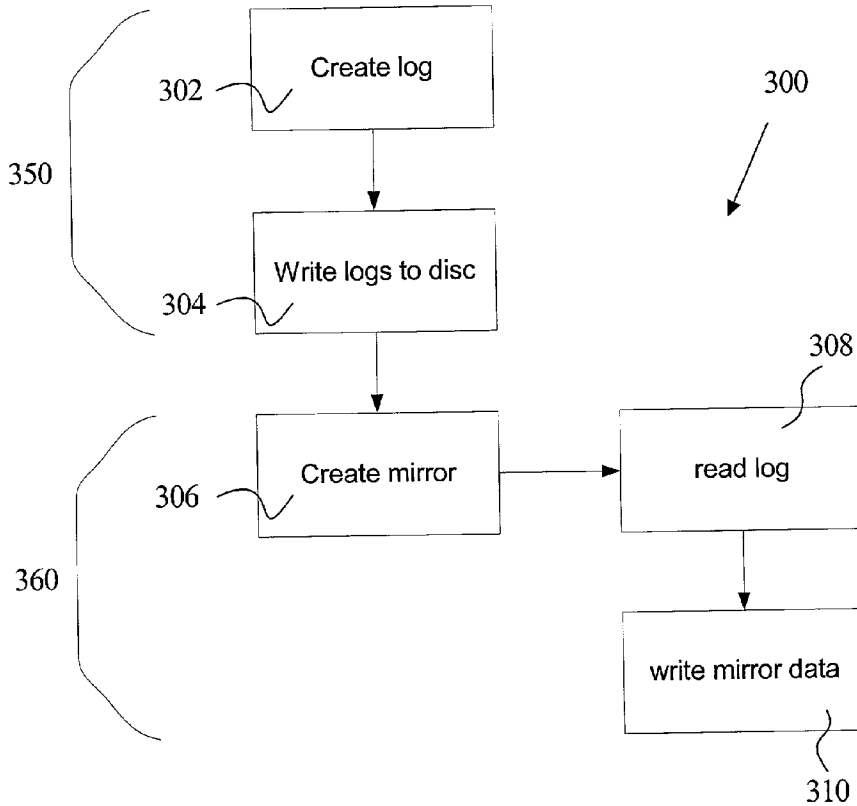 Create log
302
300
350
Write logs to disc
304
308
Create mirror
read log
306
360
write mirror data
310